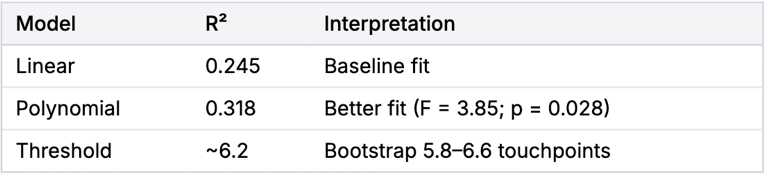 Model R² Interpretation
Linear 0.245 Baseline fit
Polynomial 0.318 Better fit (F = 3.85; p = 0.028)
Threshold ~6.2 Bootstrap 5.8–6.6 touchpoints